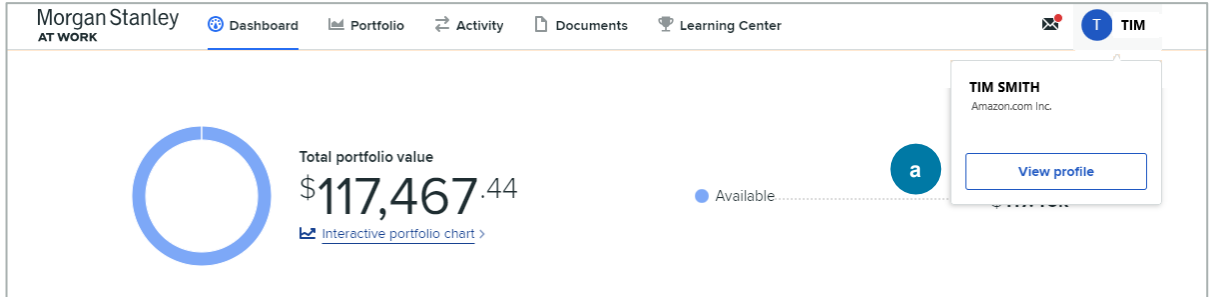 Morgan Stanley
AT WORK
Dashboard
Portfolio
Activity
Documents
Learning Center
T
TIM
TIM SMITH
Amazon.com Inc.
View profile
a
Total portfolio value
$117,467.44
Interactive portfolio chart >
Available